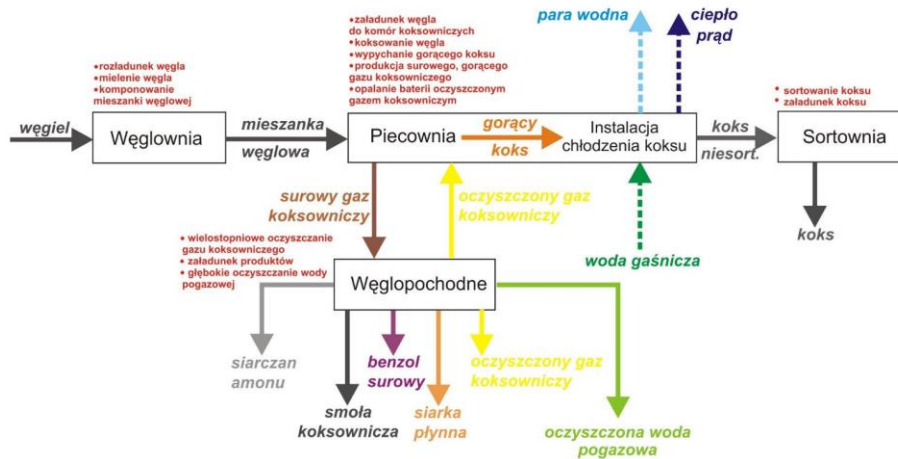 • rozładunek węgla
• mielenie węgla
• komponowanie
mieszanki węglowej
• załadunek węgla
do komór koksowniczych
• koksowanie węgla
• wypychanie gorącego koksu
• produkcja surowego, gorącego
gazu koksowniczego
• opalanie baterii oczyszczonym
gazem koksowniczym
para wodna
ciepło
prąd
• sortowanie koksu
• załadunek koksu
węgiel
Węglownia
mieszanka
węglowa
Piecownia
gorący
koks
Instalacja
chłodzenia koksu
koks
niesort.
Sortownia
surowy gaz
koksowniczy
oczyszczony gaz
koksowniczy
woda gaśnicza
koks
• wielostopniowe oczyszczanie
gazu koksowniczego
• załadunek produktów
• głębokie oczyszczanie wody
pogazowej
Węglopochodne
siarczan
amonu
smoła
koksownicza
benzol
surowy
siarka
płynna
oczyszczony gaz
koksowniczy
oczyszczona woda
pogazowa